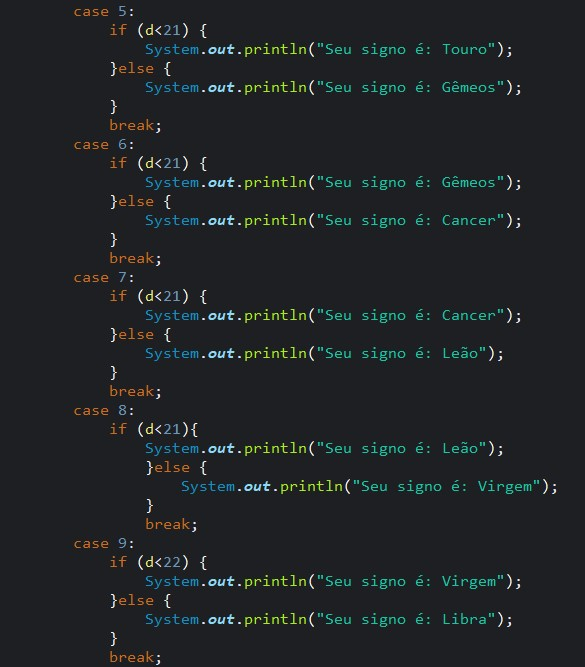 case 5:
if (d<21) {
System.out.println("Seu signo é: Touro");
}else {
System.out.println("Seu signo é: Gêmeos");
}
break;
case 6:
if (d<21) {
System.out.println("Seu signo é: Gêmeos");
}else {
System.out.println("Seu signo é: Cancer");
}
break;
case 7:
if (d<21) {
System.out.println("Seu signo é: Cancer");
}else {
System.out.println("Seu signo é: Leão");
}
break;
case 8:
if (d<21){
System.out.println("Seu signo é: Leão");
}else {
System.out.println("Seu signo é: Virgem");
}
break;
case 9:
if (d<22) {
System.out.println("Seu signo é: Virgem");
}else {
System.out.println("Seu signo é: Libra");
}
break;